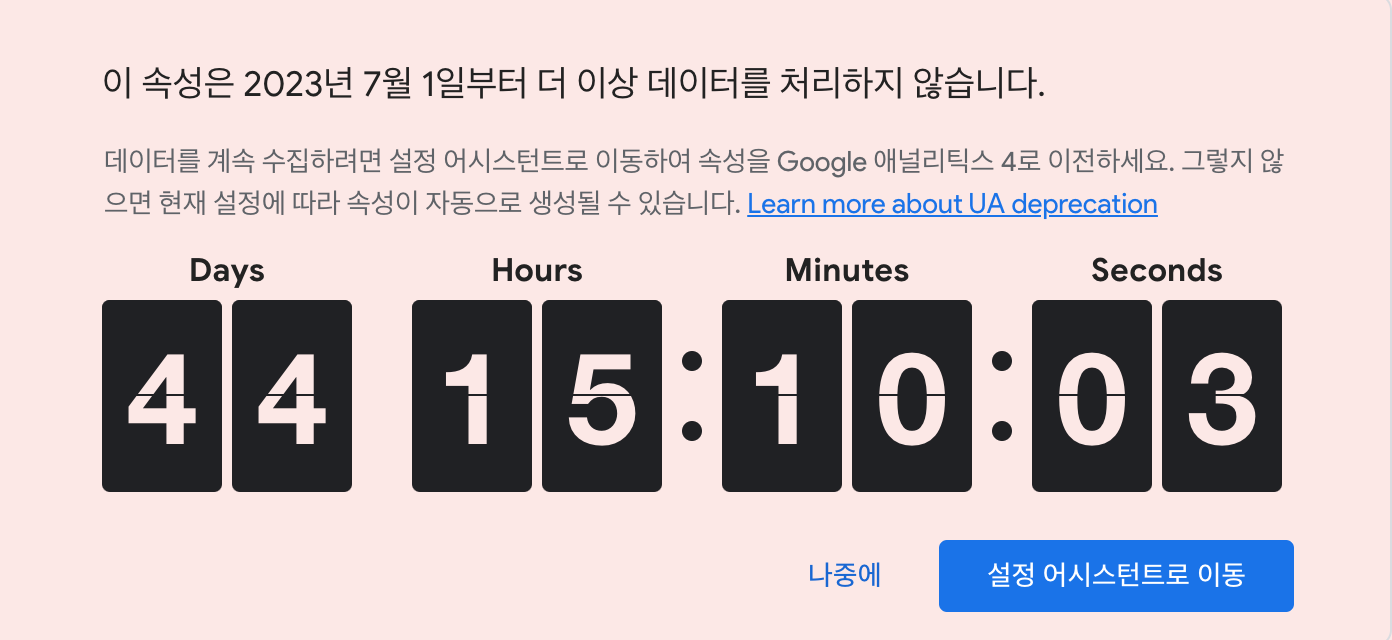 이 속성은 2023년 7월 1일부터 더 이상 데이터를 처리하지 않습니다.
데이터를 계속 수집하려면 설정 어시스턴트로 이동하여 속성을 Google 애널리틱스 4로 이전하세요. 그렇지 않
으면 현재 설정에 따라 속성이 자동으로 생성될 수 있습니다. Learn more about UA deprecation
Days Hours Minutes Seconds
44 15:10:03
나중에 설정 어시스턴트로 이동